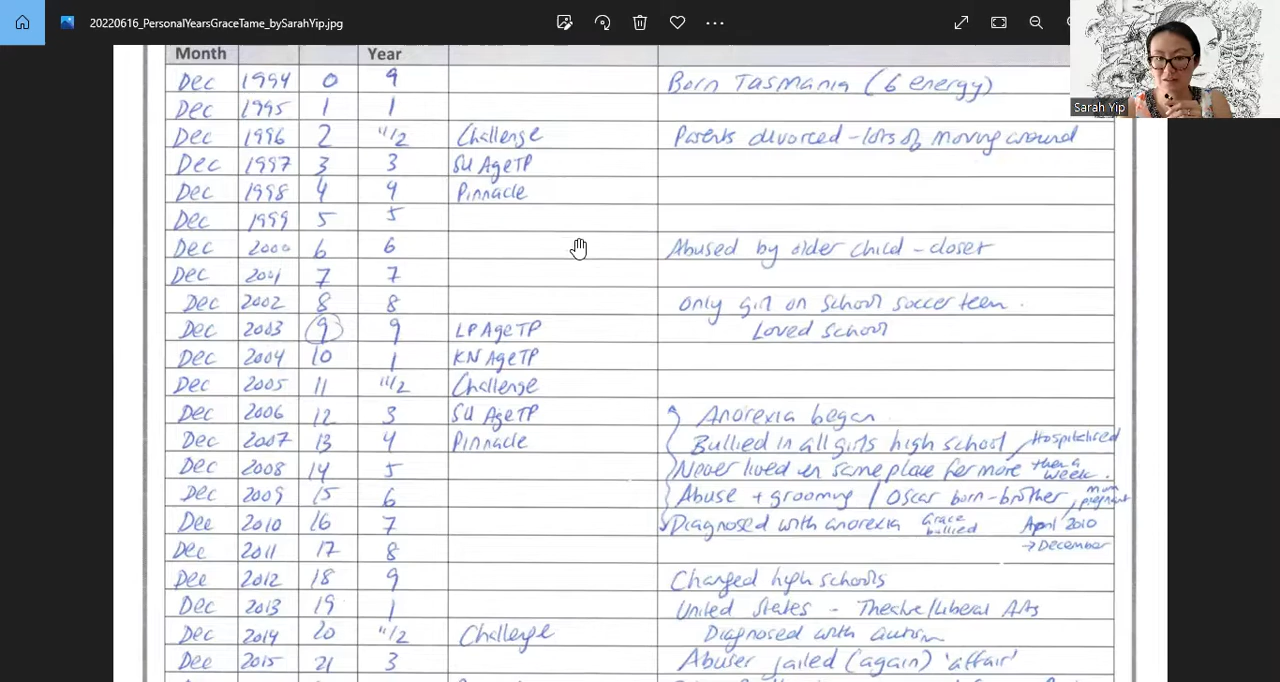 20220616_PersonalYearsGraceTame_bySarahYip.jpg
Month Year
Sarah Yip
Dec 1994 0 9 Born Tasmania (6 energy)
Dec 1995 1 1
Dec 1996 2 11/2 Challenge Parents divorced - lots of moving around
Dec 1997 3 3 SU AgeTP
Dec 1998 4 4 Pinnacle
Dec 1999 5 5
Dec 2000 6 6 Abused by older child - closet
Dec 2001 7 7
Dec 2002 8 8 only girl on school soccer team.
Dec 2003 9 9 LP AgeTP Loved school
Dec 2004 10 1 KN AgeTP
Dec 2005 11 11/2 Challenge
Dec 2006 12 3 SU AgeTP Anorexia began
Dec 2007 13 4 Pinnacle Bullied in all girls high school / Hospitalised
Dec 2008 14 5 Never lived in same place for more than a week.
Dec 2009 15 6 Abuse + grooming / Oscar born - brother, mum pregnant
Dec 2010 16 7 Diagnosed with anorexia Grace bullied April 2010
Dec 2011 17 8 → December
Dec 2012 18 9 Changed high schools
Dec 2013 19 1 United States - Theatre/Liberal Arts
Dec 2014 20 11/2 Challenge Diagnosed with autism
Dec 2015 21 3 Abuser jailed (again) 'affair'